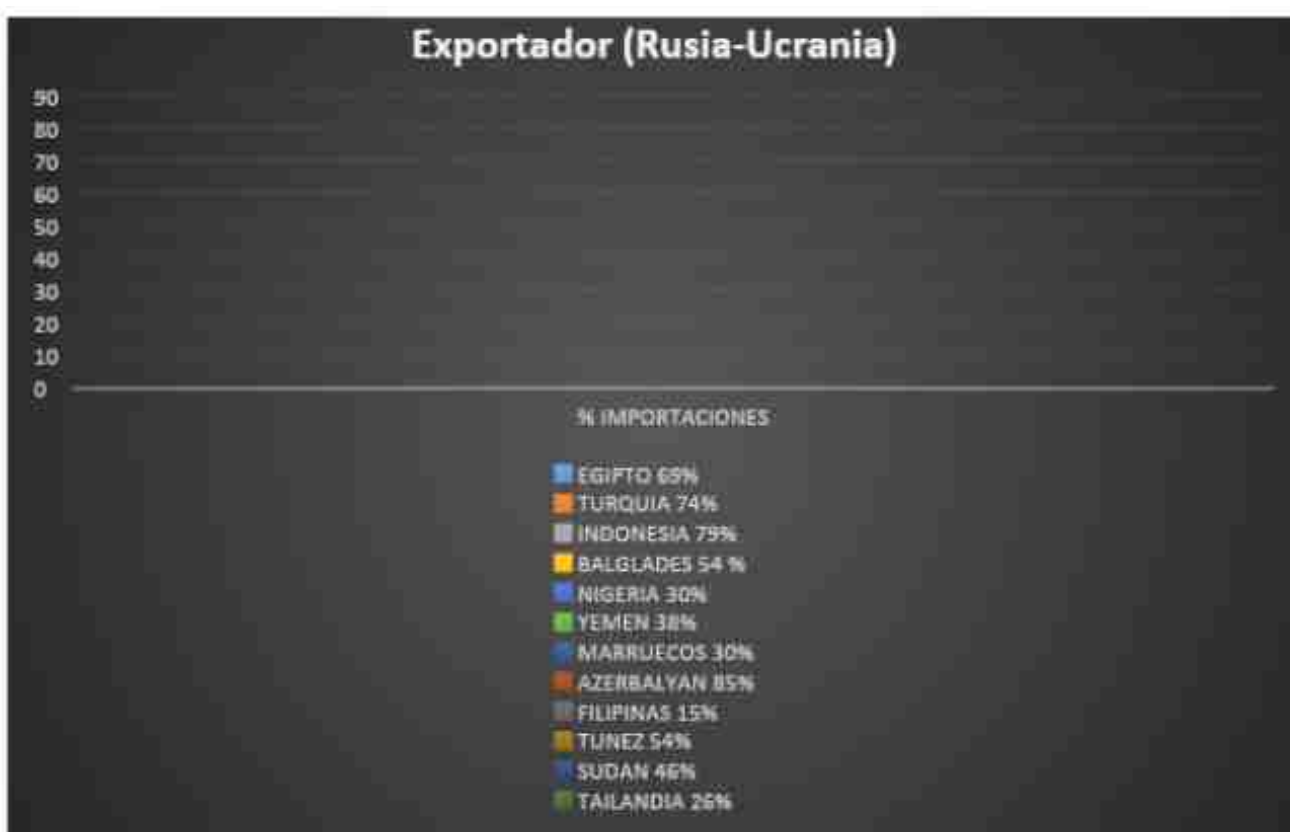 Exportador (Rusia-Ucrania)
90
80
70
60
50
40
30
20
10
0
% IMPORTACIONES
EGIPTO 69%
TURQUIA 74%
INDONESIA 79%
BALGLADES 54 %
NIGERIA 30%
YEMEN 38%
MARRUECOS 30%
AZERBALYAN 85%
FILIPINAS 15%
TUNEZ 54%
SUDAN 46%
TAILANDIA 26%